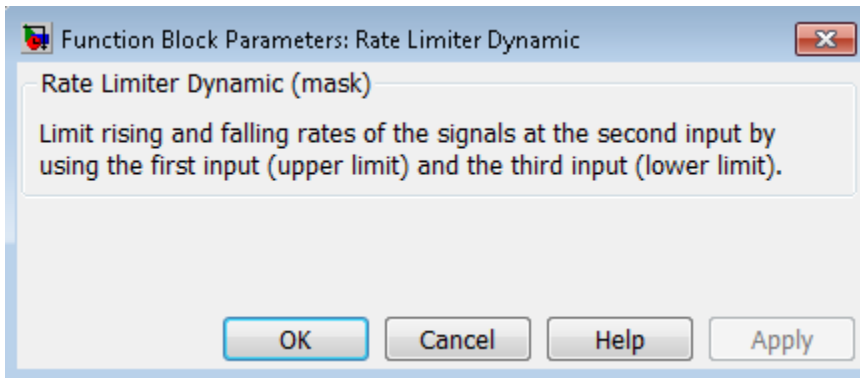 Function Block Parameters: Rate Limiter Dynamic
Rate Limiter Dynamic (mask)
Limit rising and falling rates of the signals at the second input by
using the first input (upper limit) and the third input (lower limit).
OK Cancel Help Apply